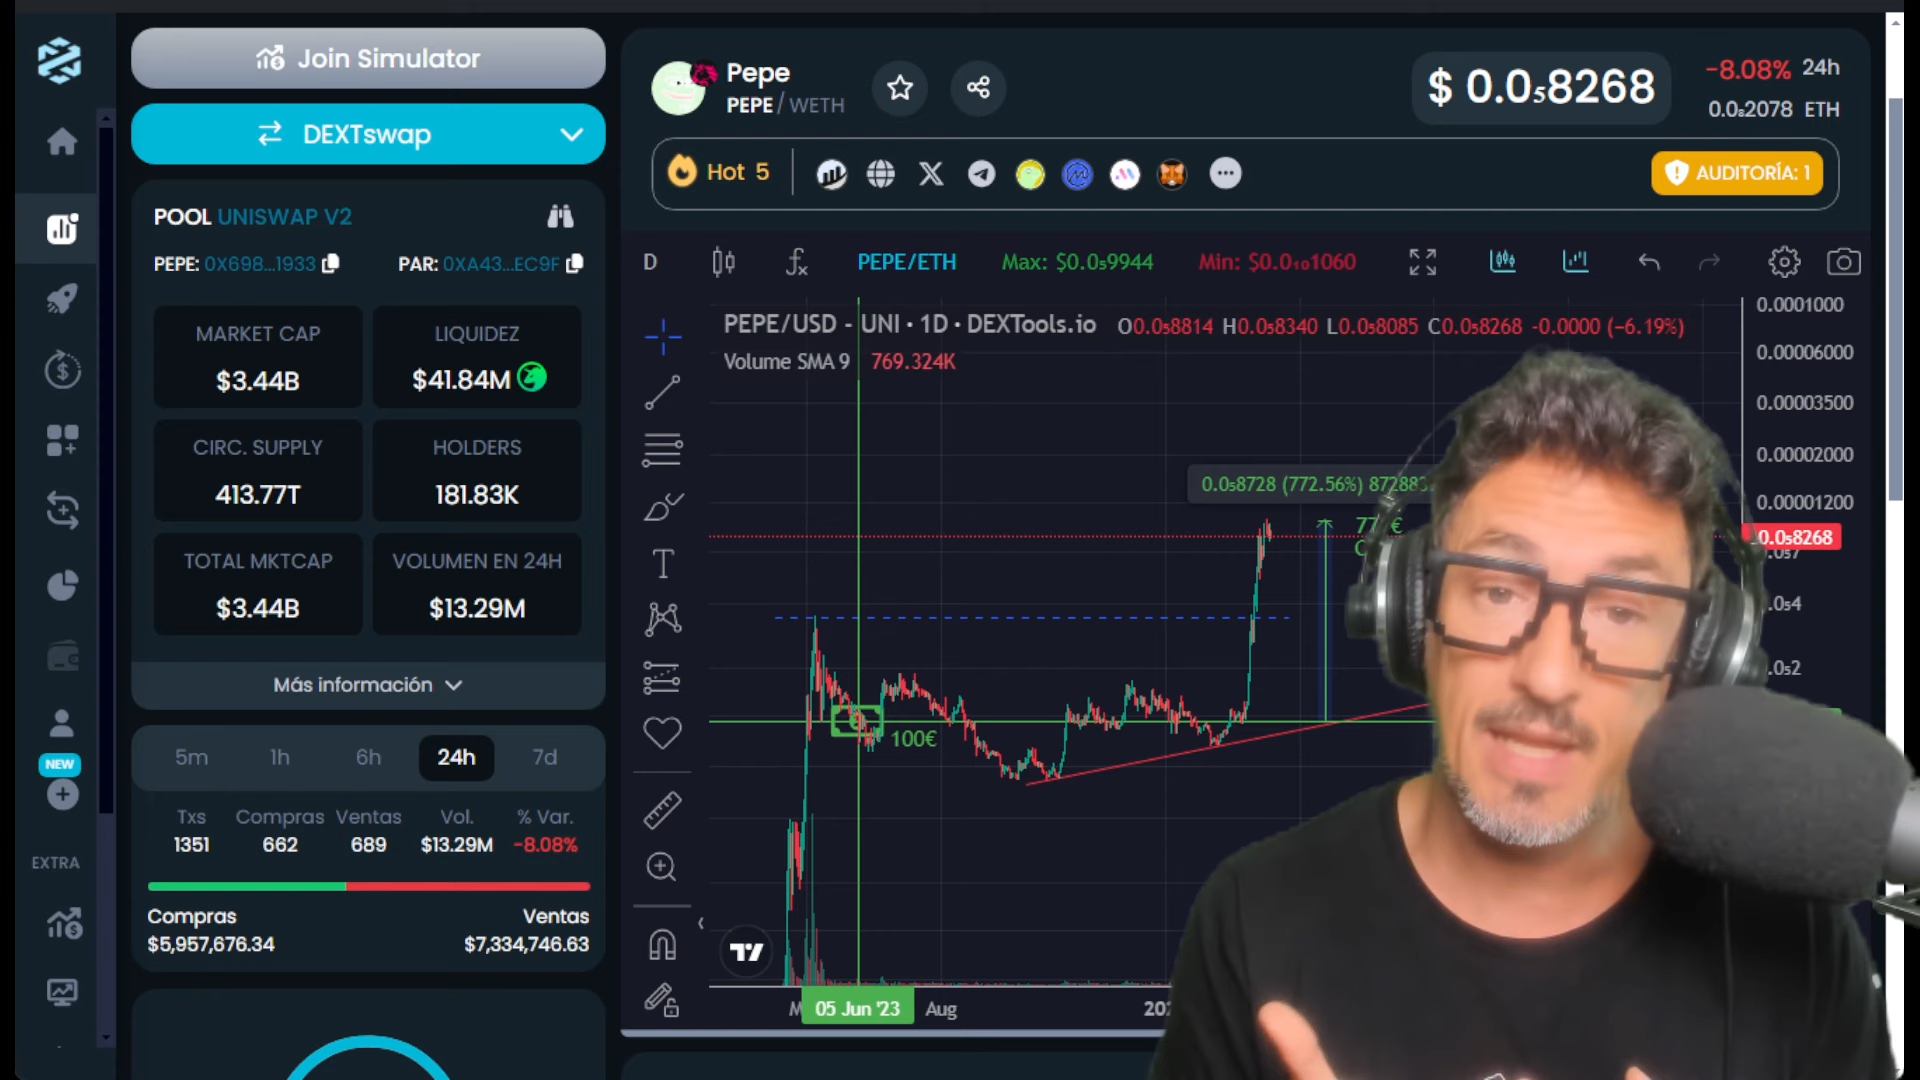 Join Simulator
DEXTswap
POOL UNISWAP V2
PEPE: 0X698...1933
PAR: 0XA43...EC9F
MARKET CAP
$3.44B
LIQUIDEZ
$41.84M
CIRC. SUPPLY
413.77T
HOLDERS
181.83K
TOTAL MKTCAP
$3.44B
VOLUMEN EN 24H
$13.29M
Más información
5m 1h 6h 24h 7d
Txs Compras Ventas Vol. % Var.
1351 662 689 $13.29M -8.08%
Compras Ventas
$5,957,676.34 $7,334,746.63
NEW
EXTRA
Pepe
PEPE / WETH
$ 0.0₅8268
-8.08% 24h
0.0₈2078 ETH
Hot 5
AUDITORÍA: 1
D PEPE/ETH Max: $0.0₅9944 Min: $0.0₁₀1060
PEPE/USD - UNI · 1D · DEXTools.io O0.0₅8814 H0.0₅8340 L0.0₅8085 C0.0₅8268 -0.0000 (-6.19%)
Volume SMA 9 769.324K
0.0001000
0.00006000
0.00003500
0.00002000
0.00001200
0.0₅8268
0.0₅8728 (772.56%)
100€
05 Jun '23 Aug